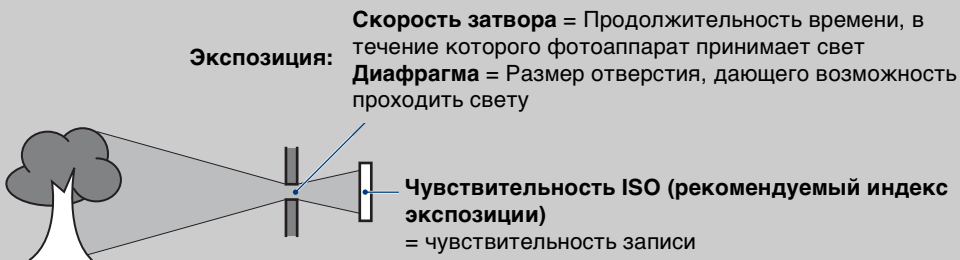 Экспозиция:
Скорость затвора = Продолжительность времени, в
течение которого фотоаппарат принимает свет
Диафрагма = Размер отверстия, дающего возможность
проходить свету
Чувствительность ISO (рекомендуемый индекс
экспозиции)
= чувствительность записи